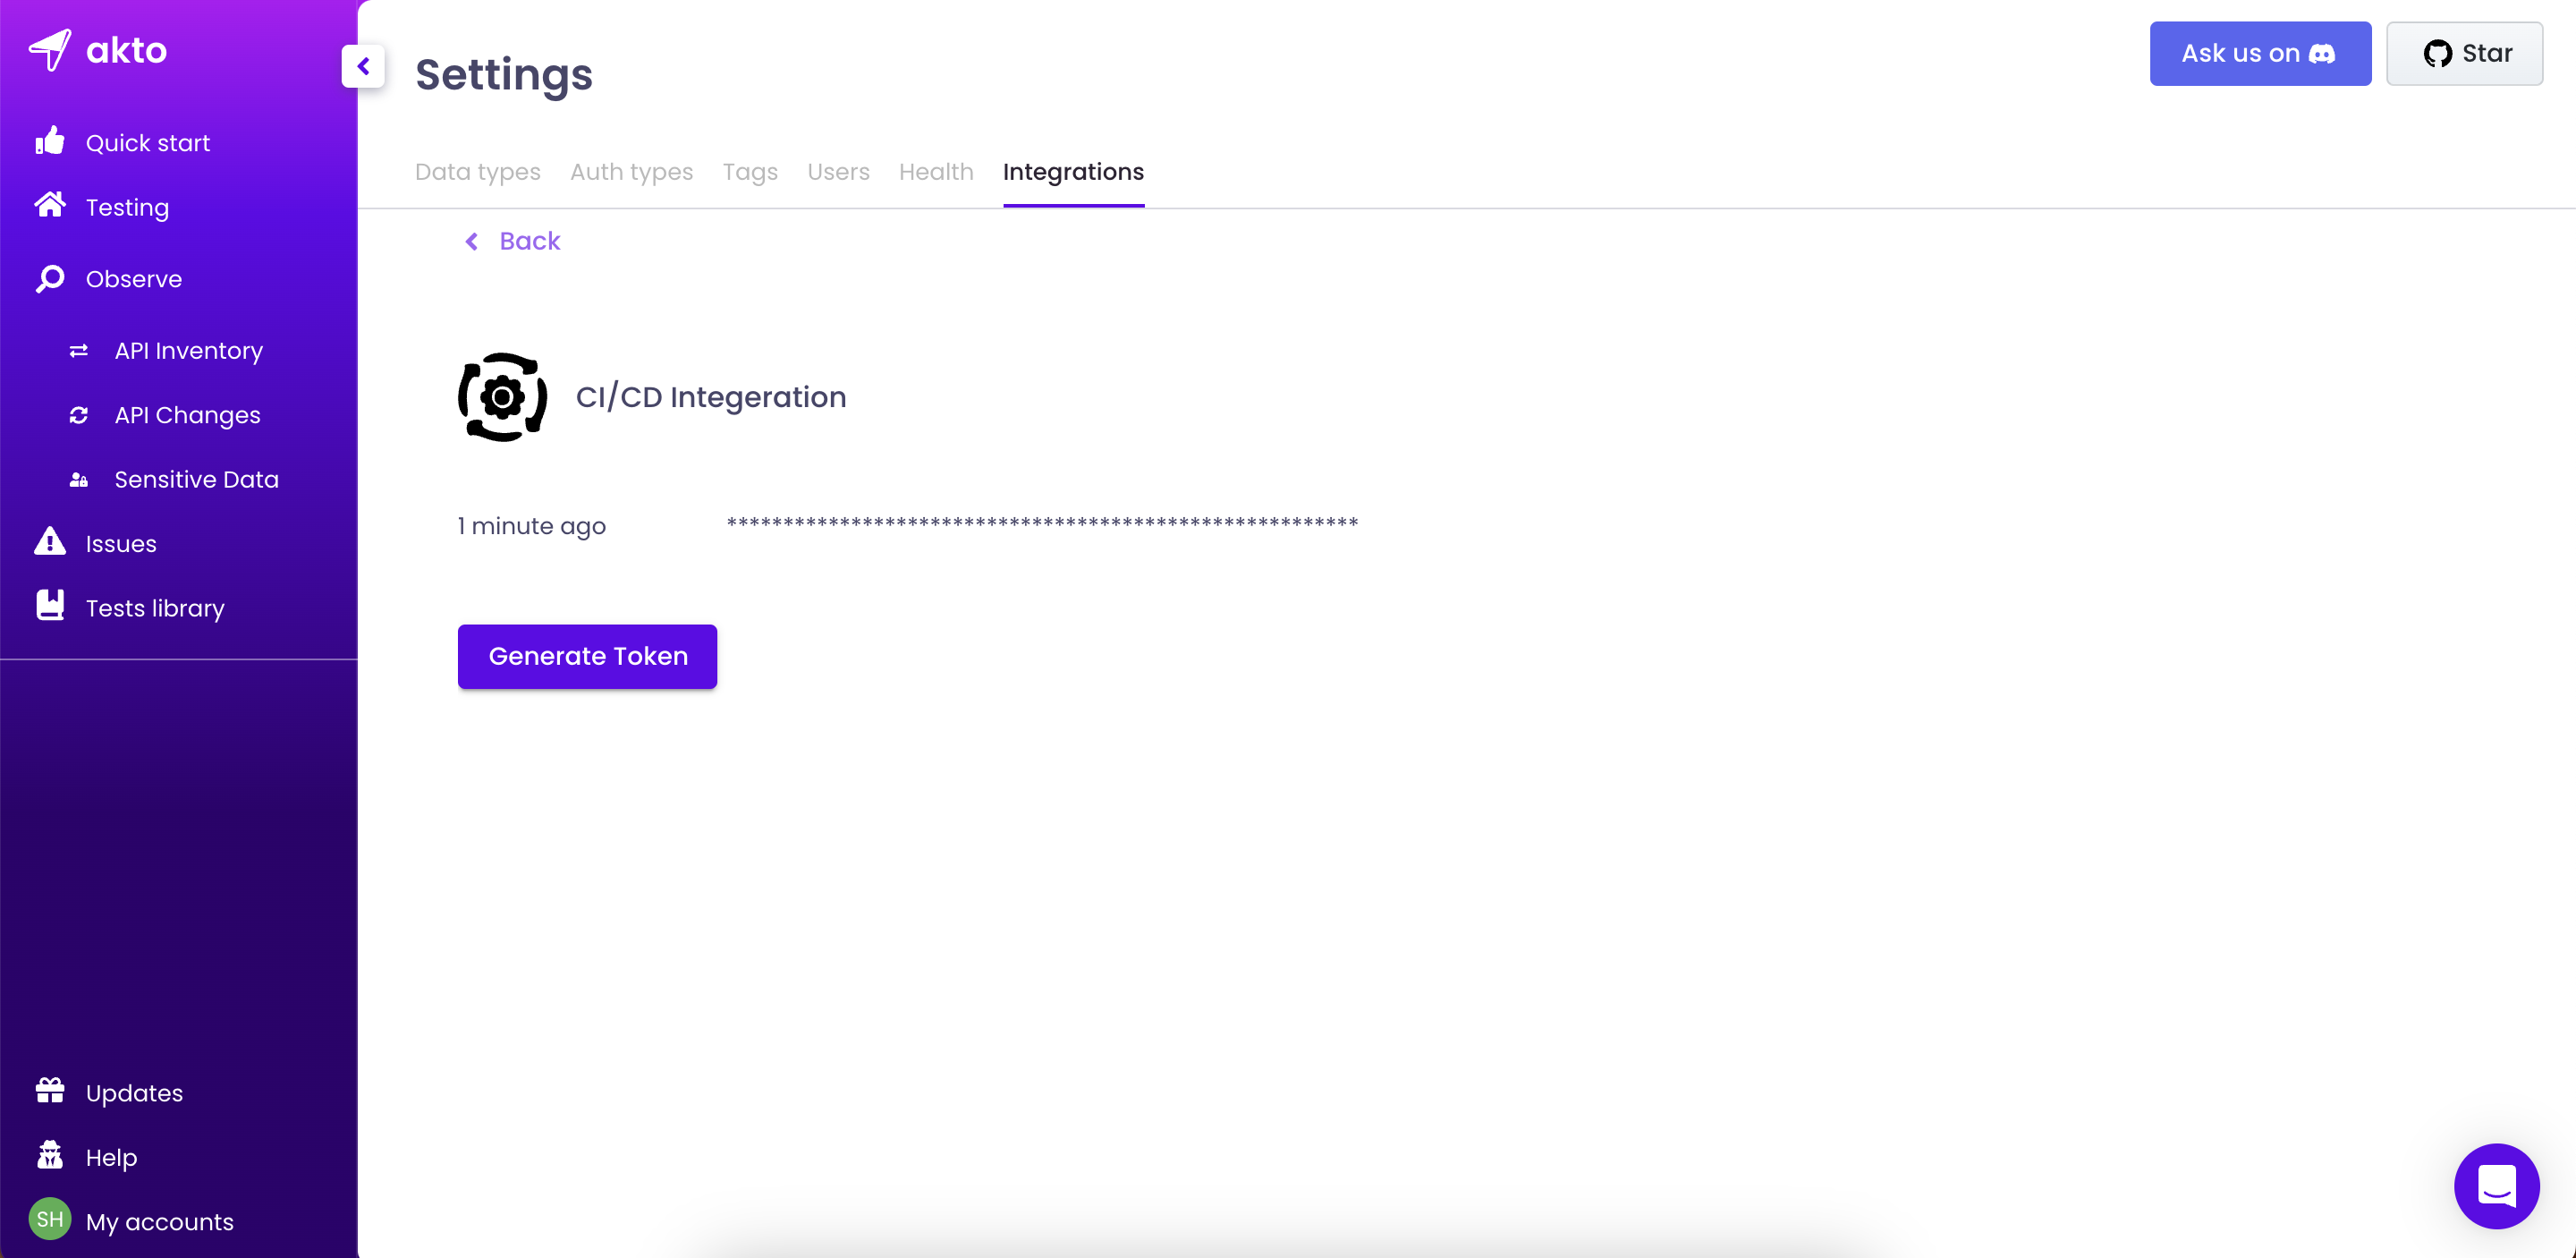 akto
Quick start
Testing
Observe
API Inventory
API Changes
Sensitive Data
Issues
Tests library
Updates
Help
SH
My accounts
Settings
Ask us on
Star
Data types Auth types Tags Users Health Integrations
Back
CI/CD Integeration
1 minute ago ********************************************************
Generate Token